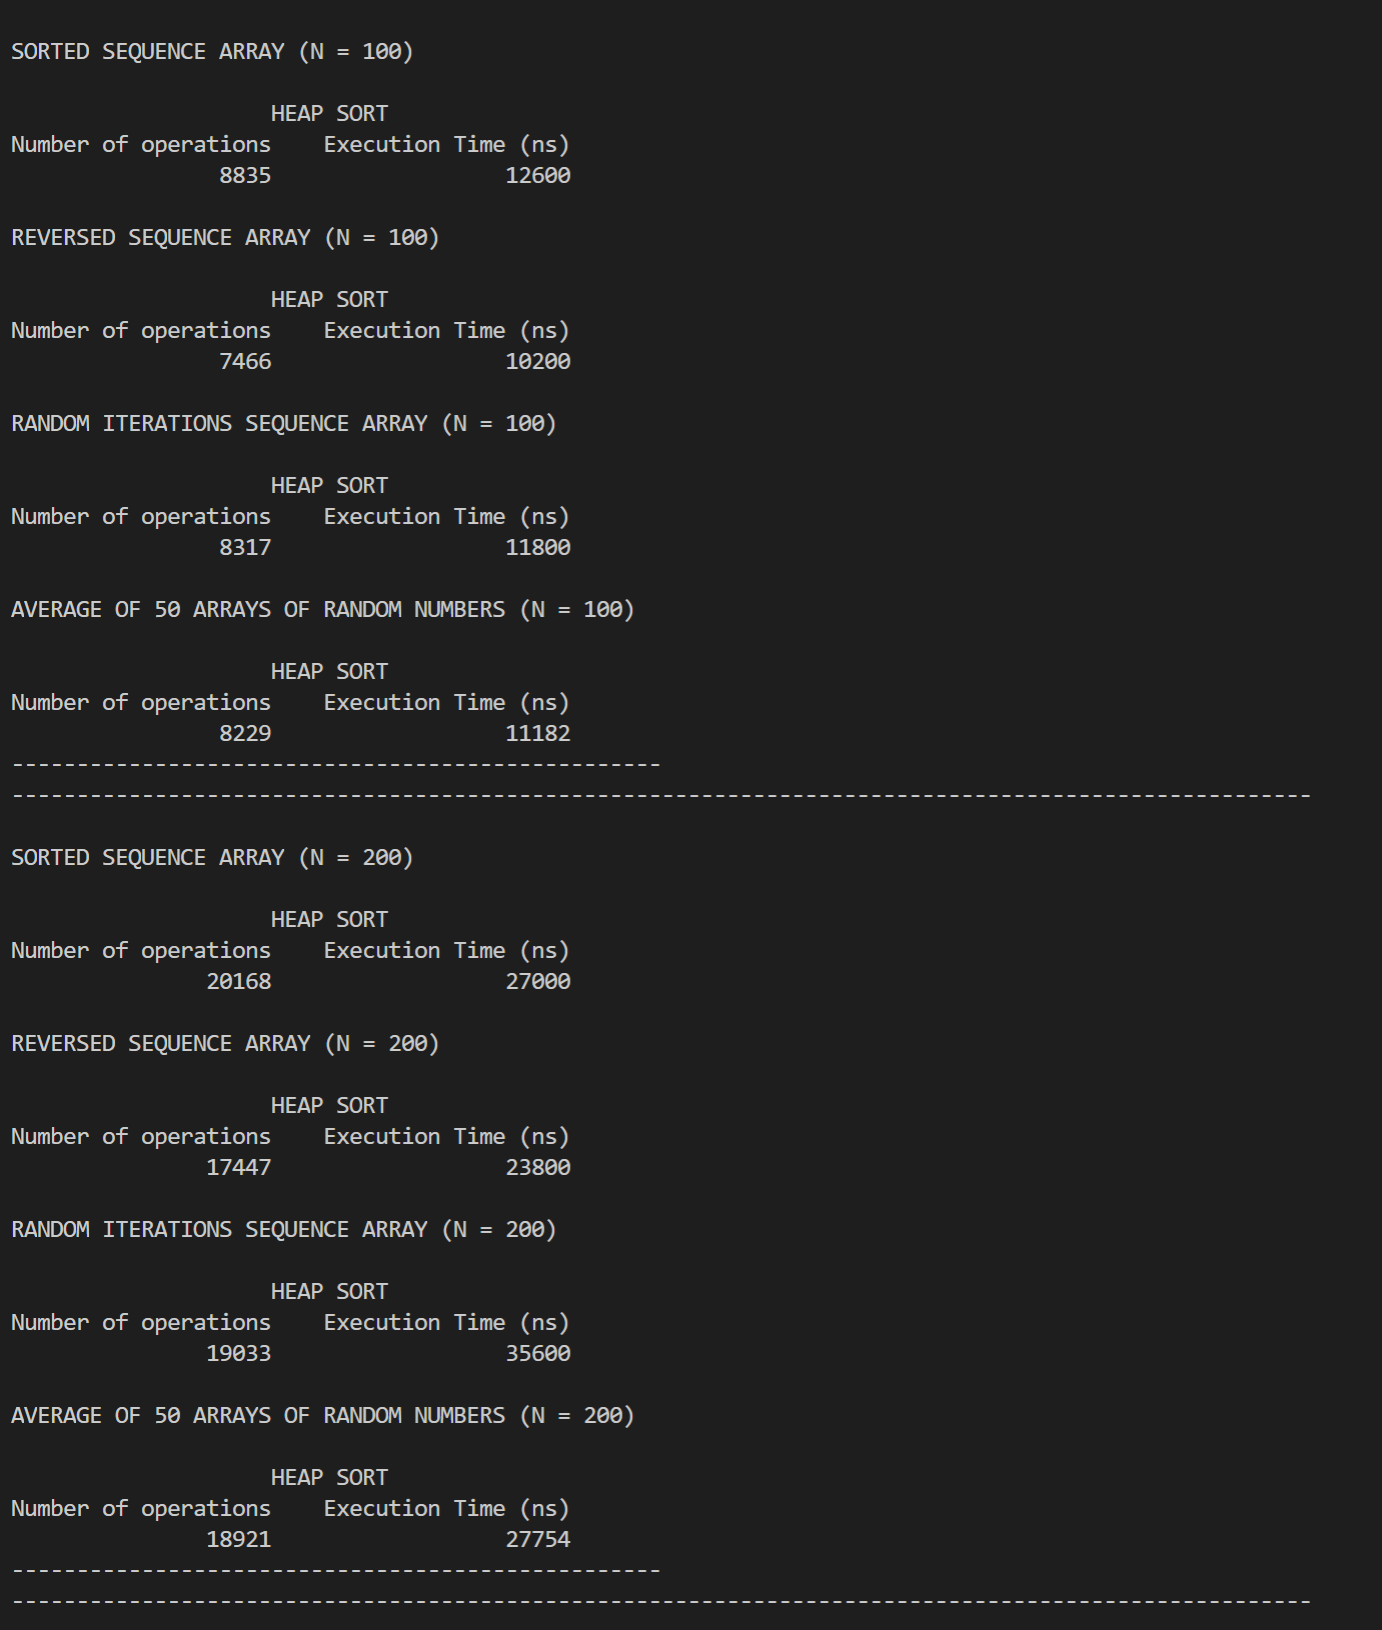 SORTED SEQUENCE ARRAY (N = 100)
HEAP SORT
Number of operations    Execution Time (ns)
8835    12600
REVERSED SEQUENCE ARRAY (N = 100)
HEAP SORT
Number of operations    Execution Time (ns)
7466    10200
RANDOM ITERATIONS SEQUENCE ARRAY (N = 100)
HEAP SORT
Number of operations    Execution Time (ns)
8317    11800
AVERAGE OF 50 ARRAYS OF RANDOM NUMBERS (N = 100)
HEAP SORT
Number of operations    Execution Time (ns)
8229    11182
--------------------------------------------------
----------------------------------------------------------------------------------------------------
SORTED SEQUENCE ARRAY (N = 200)
HEAP SORT
Number of operations    Execution Time (ns)
20168    27000
REVERSED SEQUENCE ARRAY (N = 200)
HEAP SORT
Number of operations    Execution Time (ns)
17447    23800
RANDOM ITERATIONS SEQUENCE ARRAY (N = 200)
HEAP SORT
Number of operations    Execution Time (ns)
19033    35600
AVERAGE OF 50 ARRAYS OF RANDOM NUMBERS (N = 200)
HEAP SORT
Number of operations    Execution Time (ns)
18921    27754
--------------------------------------------------
----------------------------------------------------------------------------------------------------